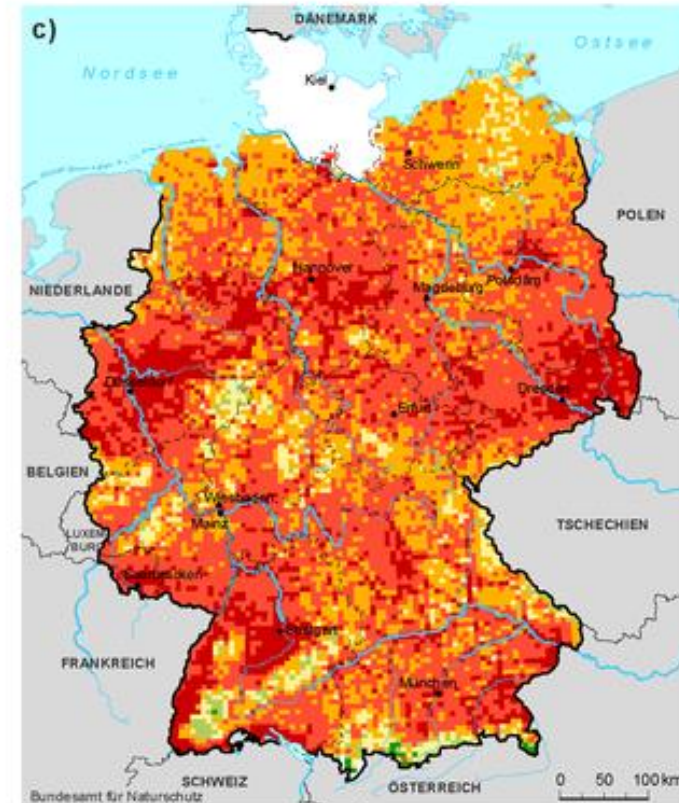 c)
DÄNEMARK
Nordsee
Ostsee
Kiel
Schwerin
POLEN
NIEDERLANDE
Hannover
Magdeburg
Potsdam
Düsseldorf
Dresden
Erfurt
BELGIEN
Wiesbaden
Mainz
LUXEM
BURG
TSCHECHIEN
Saarbrücken
Stuttgart
FRANKREICH
München
SCHWEIZ
ÖSTERREICH
0 50 100 km
Bundesamt für Naturschutz